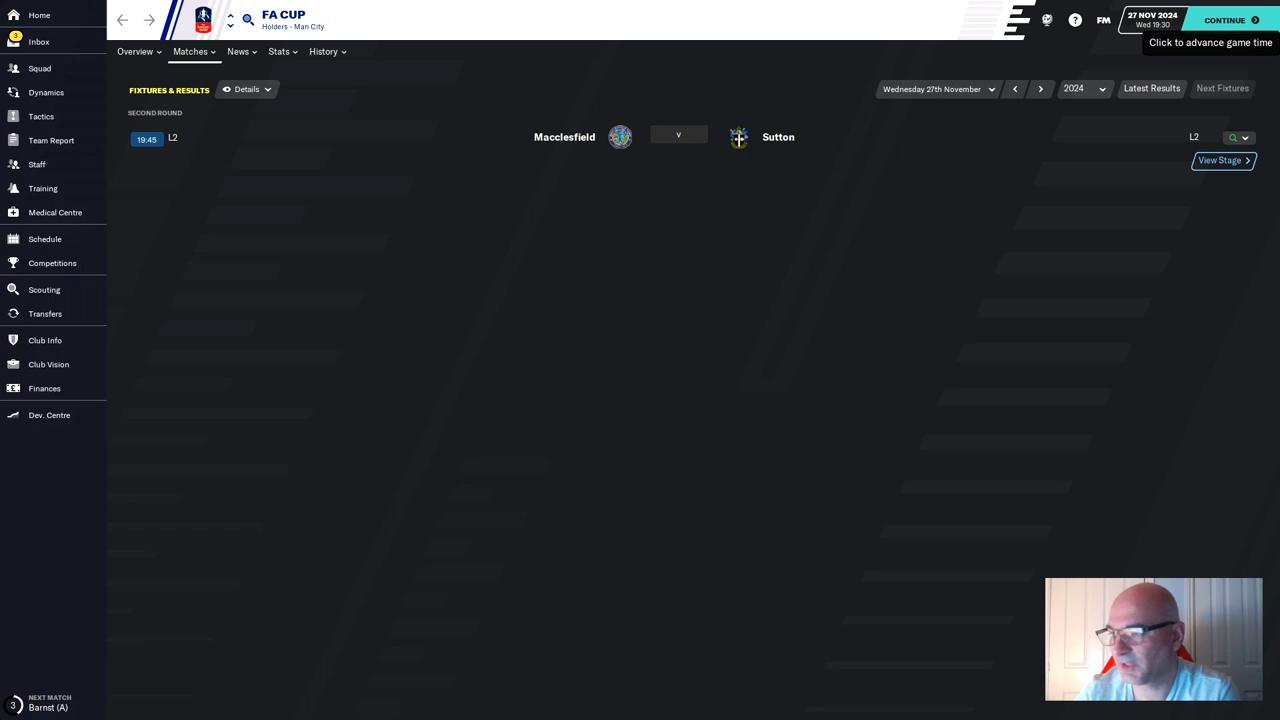 FA CUP
Holders - Man City
27 NOV 2024
Wed 19:30
CONTINUE
FM
Click to advance game time
Home
3
Inbox
Squad
Dynamics
Tactics
Team Report
Staff
Training
Medical Centre
Schedule
Competitions
Scouting
Transfers
Club Info
Club Vision
Finances
Dev. Centre
3
NEXT MATCH
Barnst (A)
Overview
Matches
News
Stats
History
FIXTURES & RESULTS
Details
Wednesday 27th November
2024
Latest Results
Next Fixtures
SECOND ROUND
19:45 L2 Macclesfield v Sutton L2
View Stage